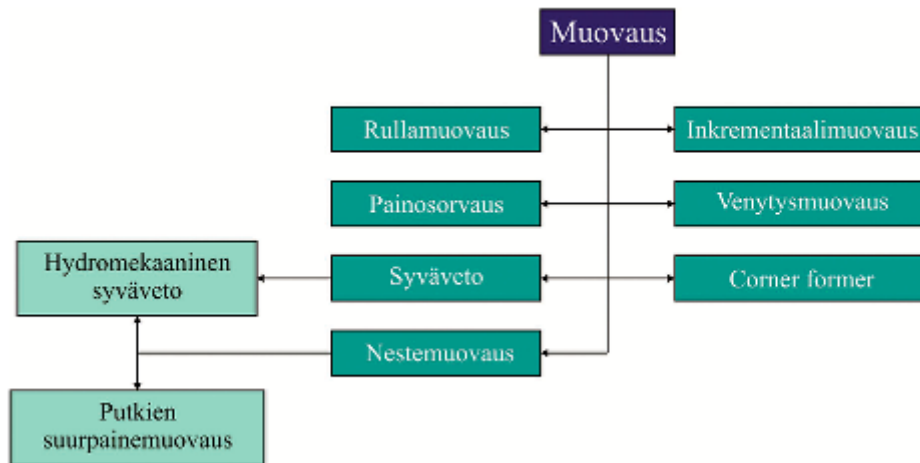 Muovaus
Rullamuovaus
Inkrementaalimuovaus
Painosorvaus
Venytysmuovaus
Hydromekaaninen
syväveto
Syväveto
Corner former
Nestemuovaus
Putkien
suurpainemuovaus